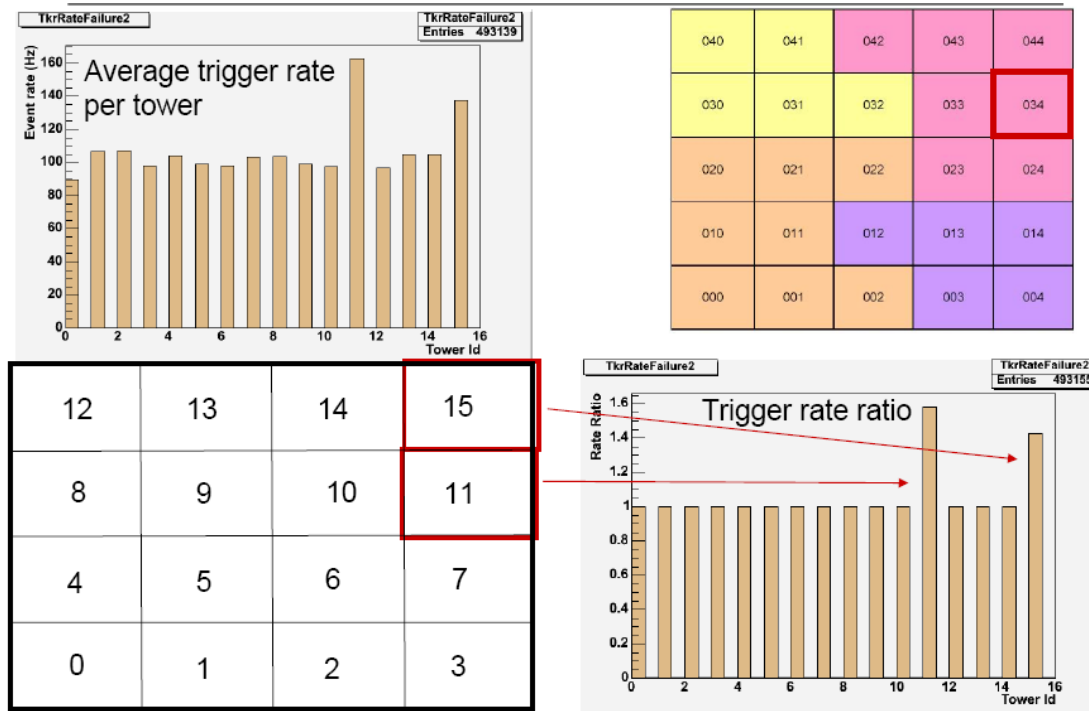 TkrRateFailure2
TkrRateFailure2
Entries 493139
Average trigger rate
per tower
Event rate (Hz)
160
140
120
100
80
60
40
20
0
0 2 4 6 8 10 12 14 16
Tower Id
040 041 042 043 044
030 031 032 033 034
020 021 022 023 024
010 011 012 013 014
000 001 002 003 004
12 13 14 15
8 9 10 11
4 5 6 7
0 1 2 3
TkrRateFailure2
TkrRateFailure2
Entries 493155
Trigger rate ratio
Rate Ratio
1.6
1.4
1.2
1
0.8
0.6
0.4
0.2
0
0 2 4 6 8 10 12 14 16
Tower Id